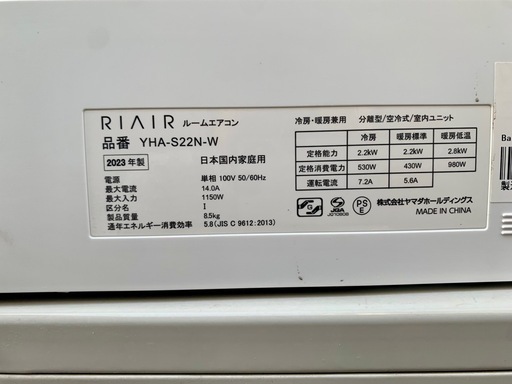 RIAIR ルームエアコン
品番 YHA-S22N-W
2023 年製 日本国内家庭用
電源 単相 100V 50/60Hz
最大電流 14.0A
最大入力 1150W
区分名 I
製品質量 8.5kg
通年エネルギー消費効率 5.8(JIS C 9612:2013)
冷房・暖房兼用 分離型/空冷式/室内ユニット
冷房 暖房標準 暖房低温
定格能力 2.2kW 2.2kW 2.8kW
定格消費電力 530W 430W 980W
運転電流 7.2A 5.6A
JQA
PSE
株式会社ヤマダホールディングス
MADE IN CHINA
Ba
製造